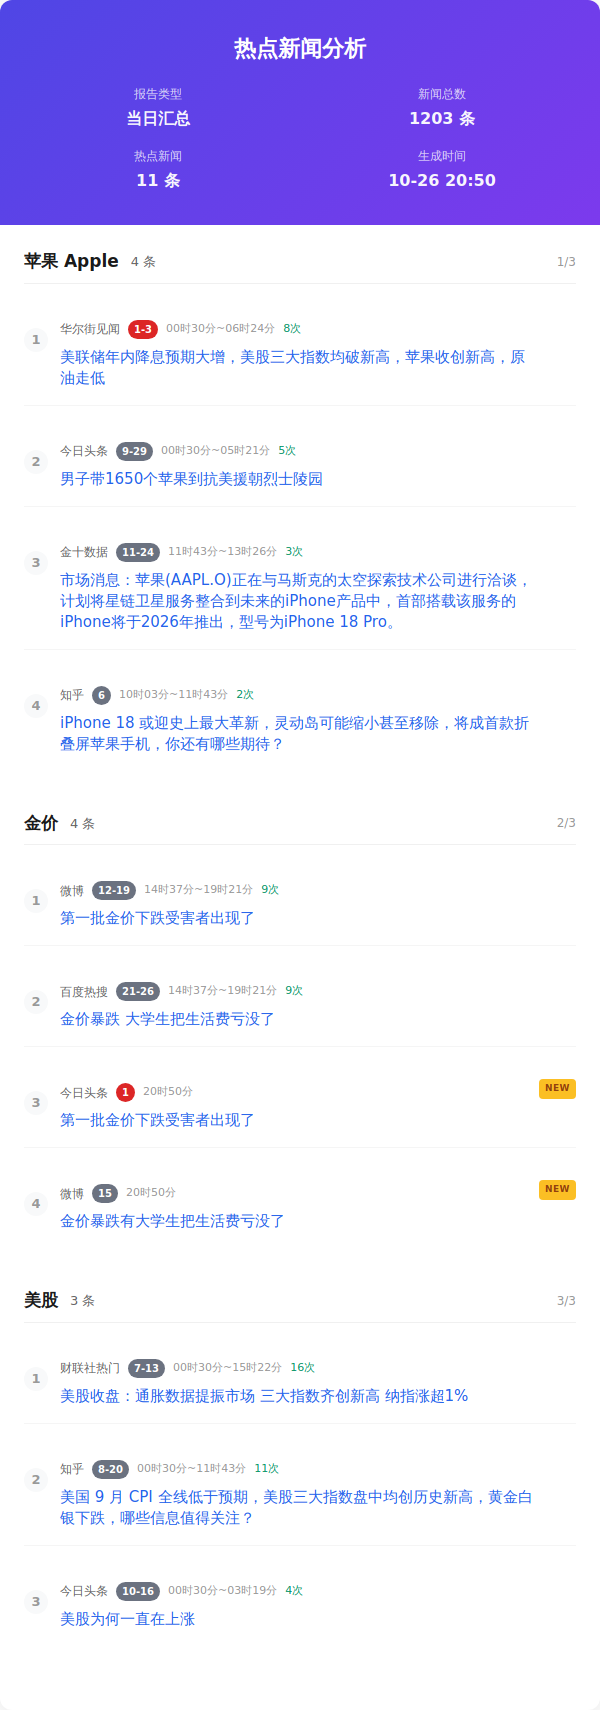 热点新闻分析
报告类型
当日汇总
新闻总数
1203 条
热点新闻
11 条
生成时间
10-26 20:50
苹果 Apple 4 条 1/3
1 华尔街见闻 1-3 00时30分~06时24分 8次
美联储年内降息预期大增，美股三大指数均破新高，苹果收创新高，原
油走低
2 今日头条 9-29 00时30分~05时21分 5次
男子带1650个苹果到抗美援朝烈士陵园
3 金十数据 11-24 11时43分~13时26分 3次
市场消息：苹果(AAPL.O)正在与马斯克的太空探索技术公司进行洽谈，
计划将星链卫星服务整合到未来的iPhone产品中，首部搭载该服务的
iPhone将于2026年推出，型号为iPhone 18 Pro。
4 知乎 6 10时03分~11时43分 2次
iPhone 18 或迎史上最大革新，灵动岛可能缩小甚至移除，将成首款折
叠屏苹果手机，你还有哪些期待？
金价 4 条 2/3
1 微博 12-19 14时37分~19时21分 9次
第一批金价下跌受害者出现了
2 百度热搜 21-26 14时37分~19时21分 9次
金价暴跌 大学生把生活费亏没了
3 今日头条 1 20时50分 NEW
第一批金价下跌受害者出现了
4 微博 15 20时50分 NEW
金价暴跌有大学生把生活费亏没了
美股 3 条 3/3
1 财联社热门 7-13 00时30分~15时22分 16次
美股收盘：通胀数据提振市场 三大指数齐创新高 纳指涨超1%
2 知乎 8-20 00时30分~11时43分 11次
美国 9 月 CPI 全线低于预期，美股三大指数盘中均创历史新高，黄金白
银下跌，哪些信息值得关注？
3 今日头条 10-16 00时30分~03时19分 4次
美股为何一直在上涨